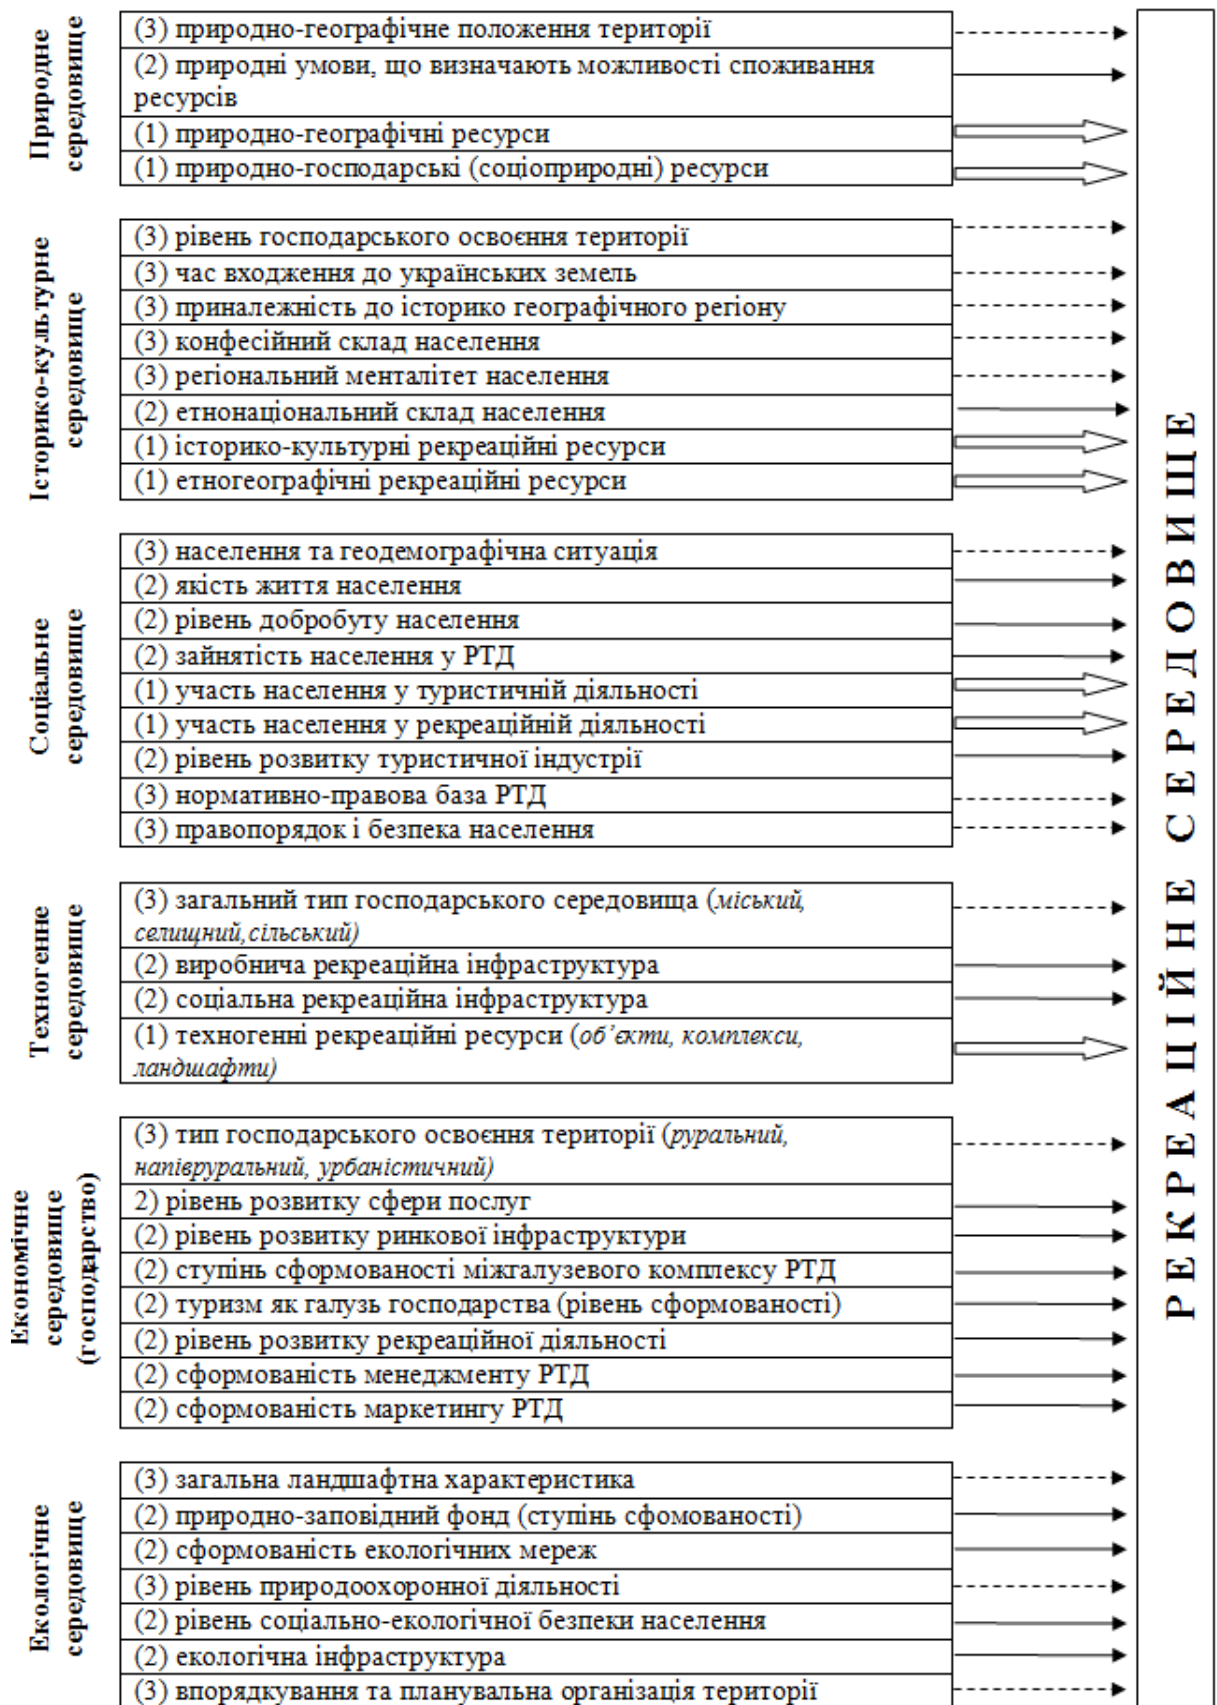 Природне
середовище
(3) природно-географічне положення території
(2) природні умови, що визначають можливості споживання
ресурсів
(1) природно-географічні ресурси
(1) природно-господарські (соціоприродні) ресурси
Історико-культурне
середовище
(3) рівень господарського освоєння території
(3) час входження до українських земель
(3) приналежність до історико географічного регіону
(3) конфесійний склад населення
(3) регіональний менталітет населення
(2) етнонаціональний склад населення
(1) історико-культурні рекреаційні ресурси
(1) етногеографічні рекреаційні ресурси
Соціальне
середовище
(3) населення та геодемографічна ситуація
(2) якість життя населення
(2) рівень добробуту населення
(2) зайнятість населення у РТД
(1) участь населення у туристичній діяльності
(1) участь населення у рекреаційній діяльності
(2) рівень розвитку туристичної індустрії
(3) нормативно-правова база РТД
(3) правопорядок і безпека населення
Техногенне
середовище
(3) загальний тип господарського середовища (міський,
селищний, сільський)
(2) виробнича рекреаційна інфраструктура
(2) соціальна рекреаційна інфраструктура
(1) техногенні рекреаційні ресурси (об’єкти, комплекси,
ландшафти)
Економічне
середовище
(господарство)
(3) тип господарського освоєння території (руральний,
напівруральний, урбаністичний)
2) рівень розвитку сфери послуг
(2) рівень розвитку ринкової інфраструктури
(2) ступінь сформованості міжгалузевого комплексу РТД
(2) туризм як галузь господарства (рівень сформованості)
(2) рівень розвитку рекреаційної діяльності
(2) сформованість менеджменту РТД
(2) сформованість маркетингу РТД
Екологічне
середовище
(3) загальна ландшафтна характеристика
(2) природно-заповідний фонд (ступінь сфомованості)
(2) сформованість екологічних мереж
(3) рівень природоохоронної діяльності
(2) рівень соціально-екологічної безпеки населення
(2) екологічна інфраструктура
(3) впорядкування та планувальна організація території
РЕКРЕАЦІЙНЕ СЕРЕДОВИЩЕ